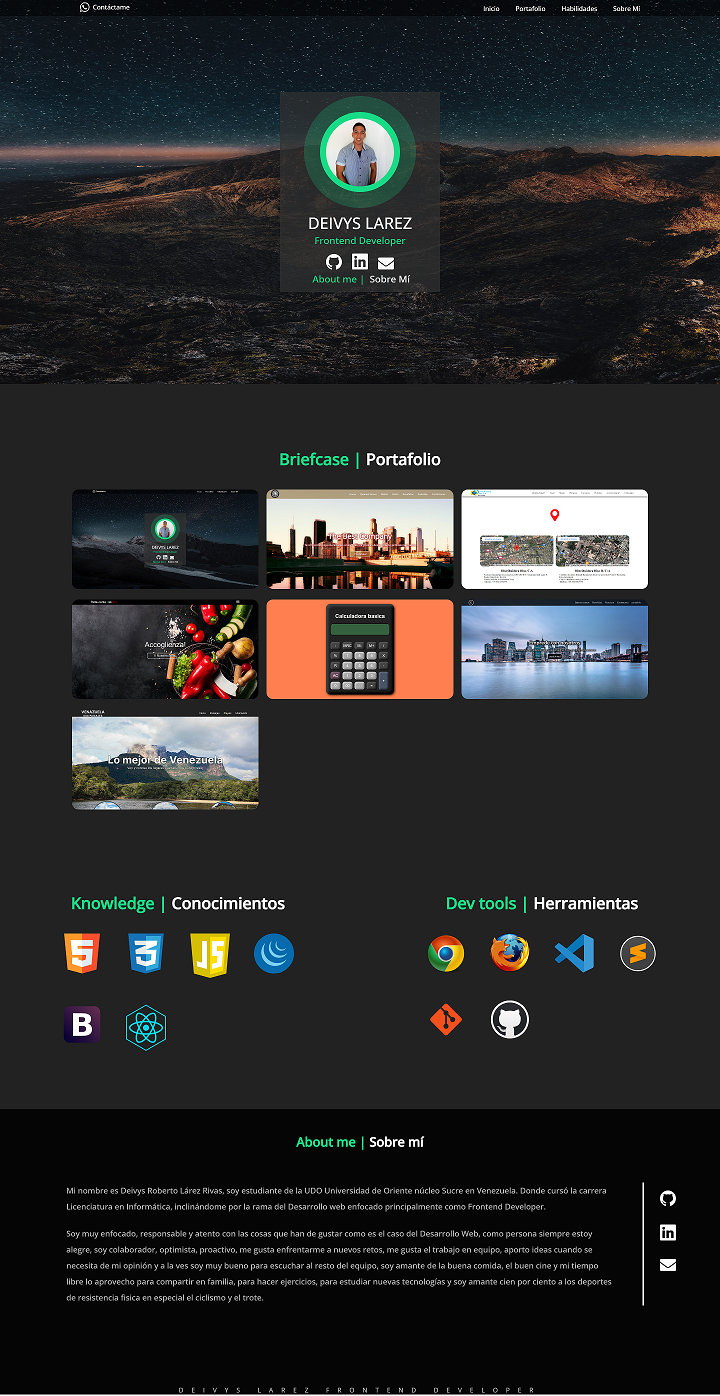 Contáctame
Inicio Portafolio Habilidades Sobre Mi
DEIVYS LAREZ
Frontend Developer
About me | Sobre Mí
Briefcase | Portafolio
DEIVYS LAREZ
The Best Company
Accoglienza!
Calculadora basica
VENAZUELA
Lo mejor de Venezuela
Knowledge | Conocimientos
Dev tools | Herramientas
JS
B
About me | Sobre mí
Mi nombre es Deivys Roberto Lárez Rivas, soy estudiante de la UDO Universidad de Oriente núcleo Sucre en Venezuela. Donde cursó la carrera
Licenciatura en Informática, inclinándome por la rama del Desarrollo web enfocado principalmente como Frontend Developer.
Soy muy enfocado, responsable y atento con las cosas que han de gustar como es el caso del Desarrollo Web, como persona siempre estoy
alegre, soy colaborador, optimista, proactivo, me gusta enfrentarme a nuevos retos, me gusta el trabajo en equipo, aporto ideas cuando se
necesita de mi opinión y a la ves soy muy bueno para escuchar al resto del equipo, soy amante de la buena comida, el buen cine y mi tiempo
libre lo aprovecho para compartir en familia, para hacer ejercicios, para estudiar nuevas tecnologías y soy amante cien por ciento a los deportes
de resistencia física en especial el ciclismo y el trote.
DEIVYS LAREZ FRONTEND DEVELOPER